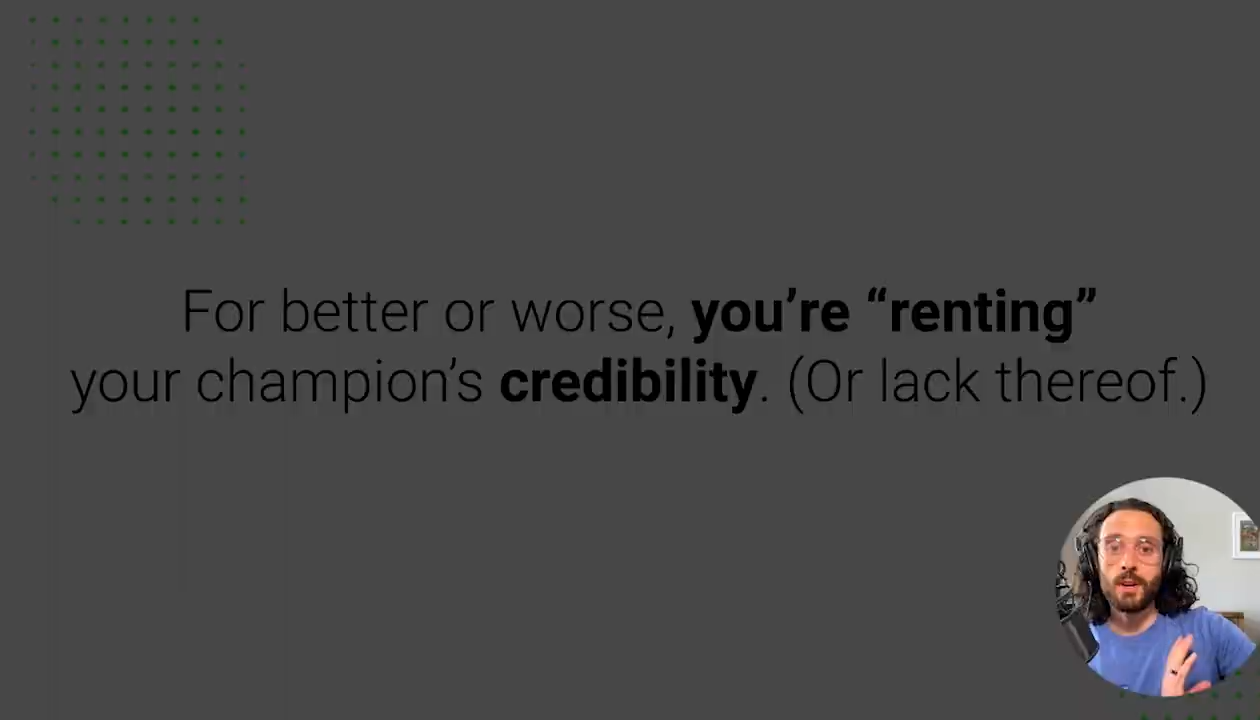 For better or worse, you’re “renting”
your champion’s credibility. (Or lack thereof.)